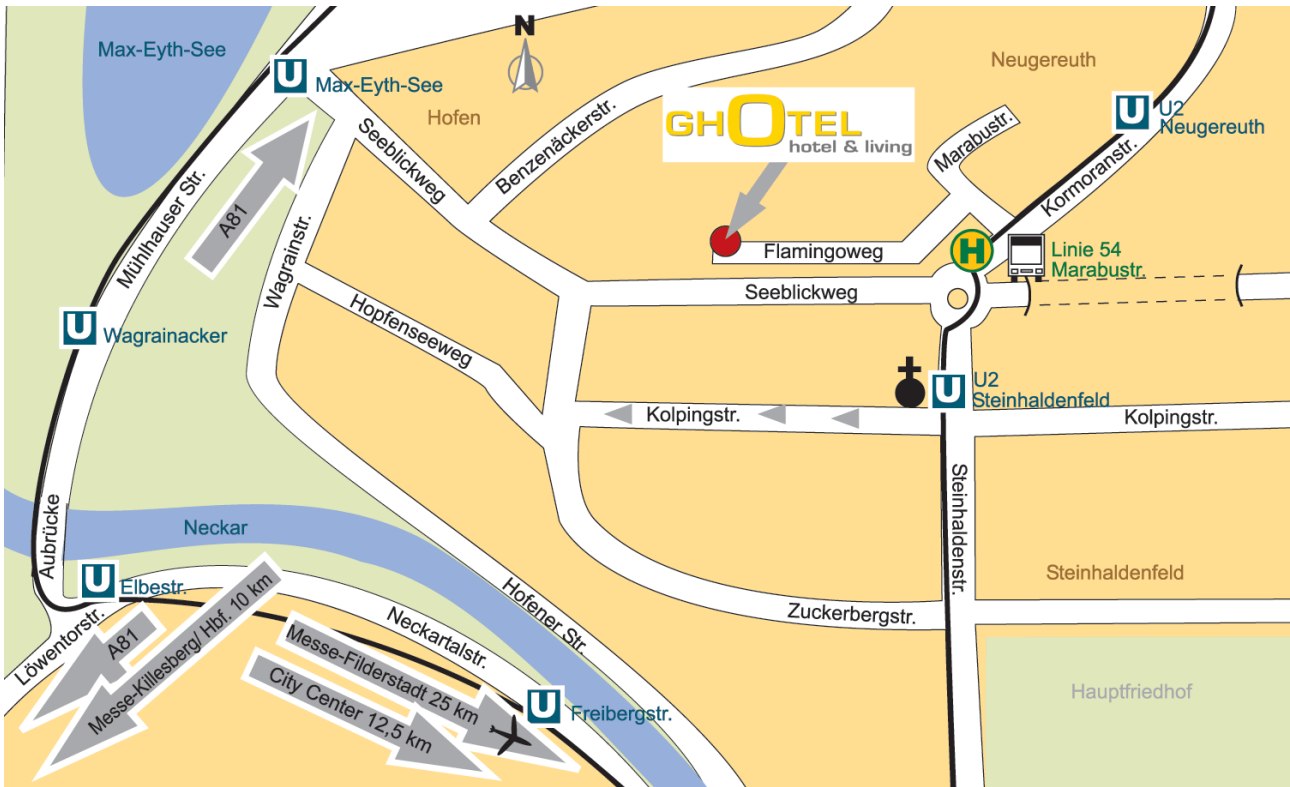 N
Max-Eyth-See
U
Max-Eyth-See
Hofen
Neugereuth
U
U2
Neugereuth
GHOTEL
hotel & living
Seeblickweg
Benzenäckerstr.
Marabustr.
Kormoranstr.
A81
Mühlhauser Str.
Wagrainstr.
Flamingoweg
H
Linie 54
Marabustr.
Seeblickweg
U
Wagrainacker
Hopfenseeweg
U
U2
Steinhaldenfeld
Kolpingstr.
Kolpingstr.
Aubrücke
Neckar
Steinhaldenstr.
Steinhaldenfeld
U
Elbestr.
Hofener Str.
Zuckerbergstr.
Löwentorstr.
A81
Messe-Killesberg/ Hbf. 10 km
Neckartalstr.
Messe-Filderstadt 25 km
City Center 12,5 km
U
Freibergstr.
Hauptfriedhof